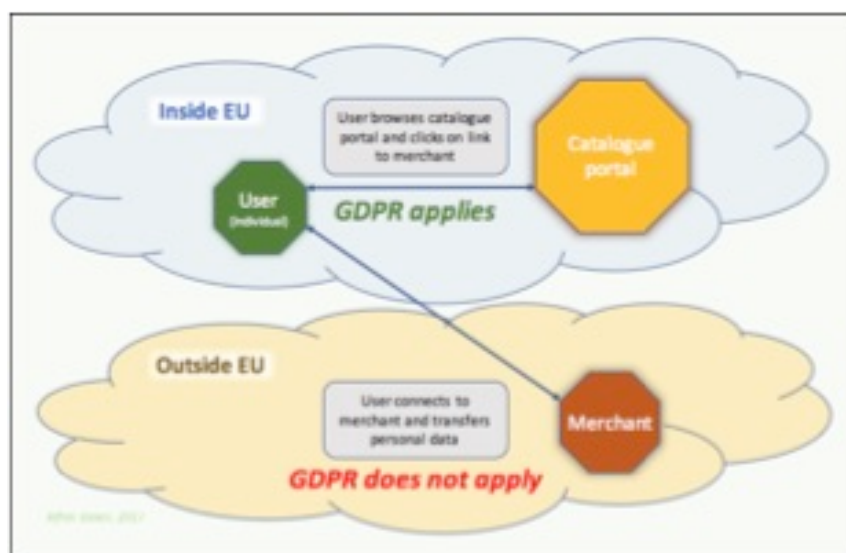 Inside EU
User browses catalogue
portal and clicks on link
to merchant
Catalogue
portal
User
(individual)
GDPR applies
Outside EU
User connects to
merchant and transfers
personal data
Merchant
GDPR does not apply
2017